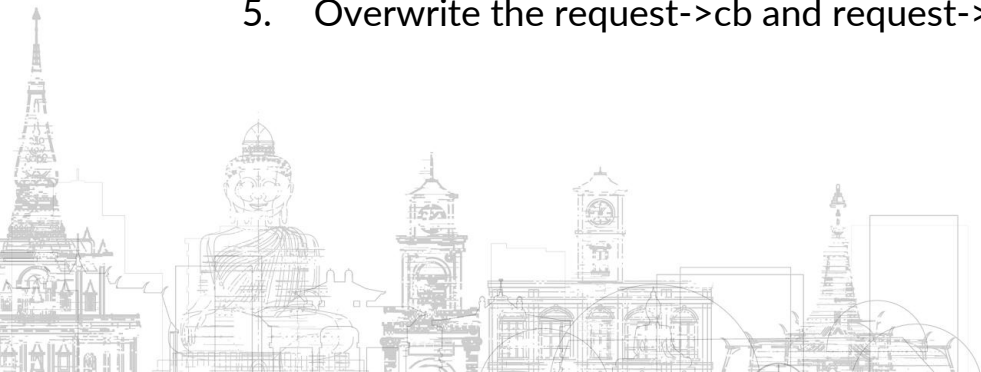 5. Overwrite the request->cb and request->